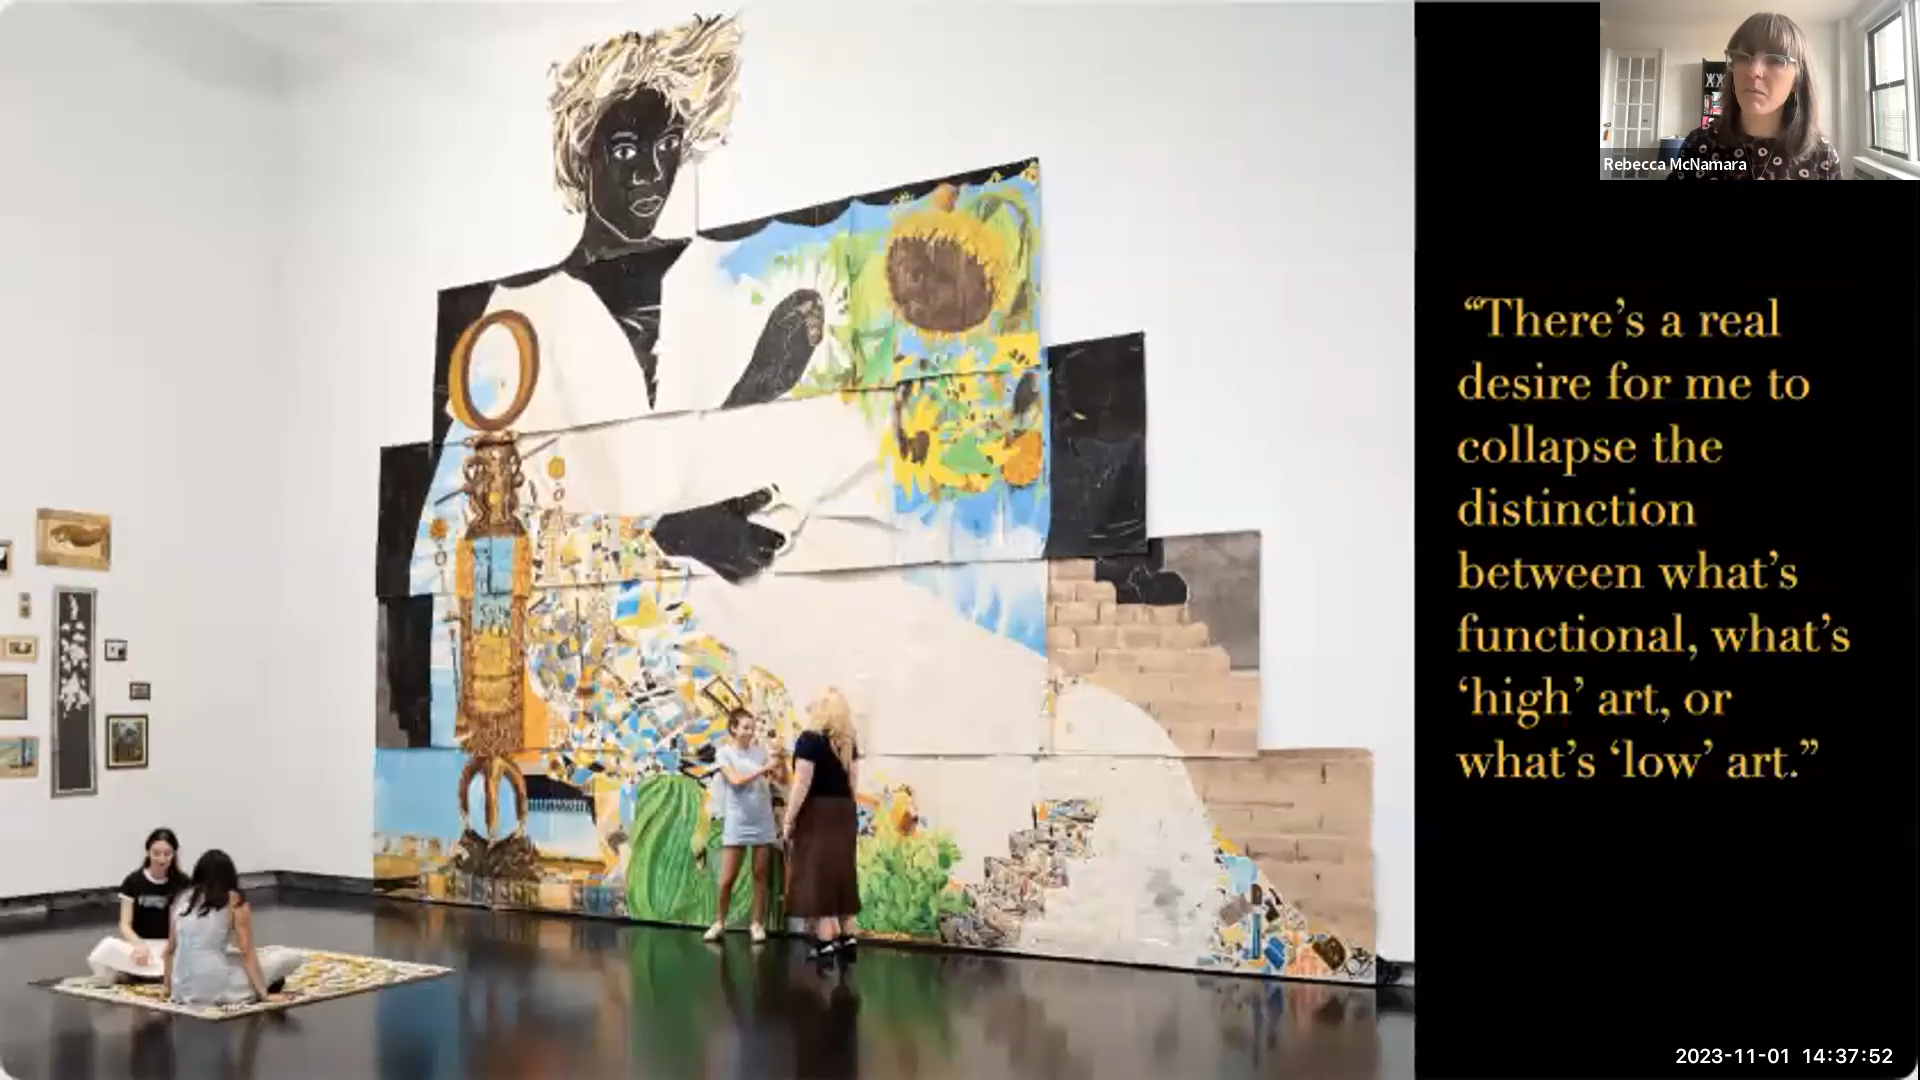 Rebecca McNamara
“There’s a real
desire for me to
collapse the
distinction
between what’s
functional, what’s
‘high’ art, or
what’s ‘low’ art.”
2023-11-01 14:37:52